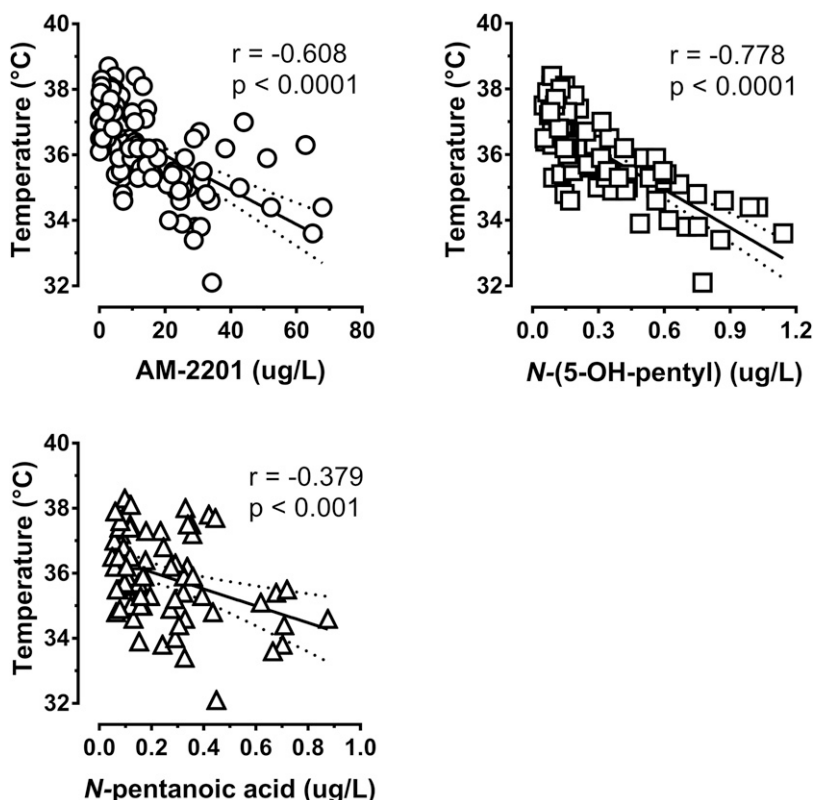 40
38
36
34
32
Temperature (°C)
r = -0.608
p < 0.0001
0 20 40 60 80
AM-2201 (ug/L)
40
38
36
34
32
Temperature (°C)
r = -0.778
p < 0.0001
0.0 0.3 0.6 0.9 1.2
N-(5-OH-pentyl) (ug/L)
40
38
36
34
32
Temperature (°C)
r = -0.379
p < 0.001
0.0 0.2 0.4 0.6 0.8 1.0
N-pentanoic acid (ug/L)